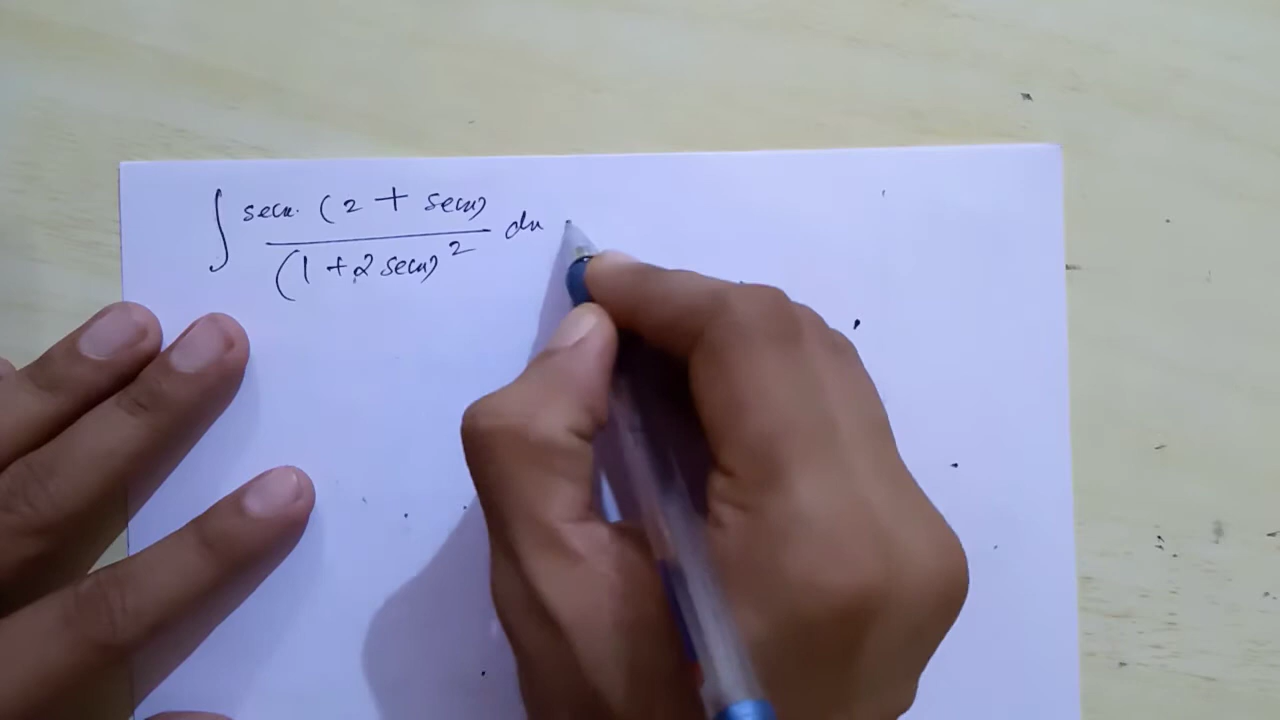 ∫ secx. (2 + secx) / (1 + 2 secx)² dx